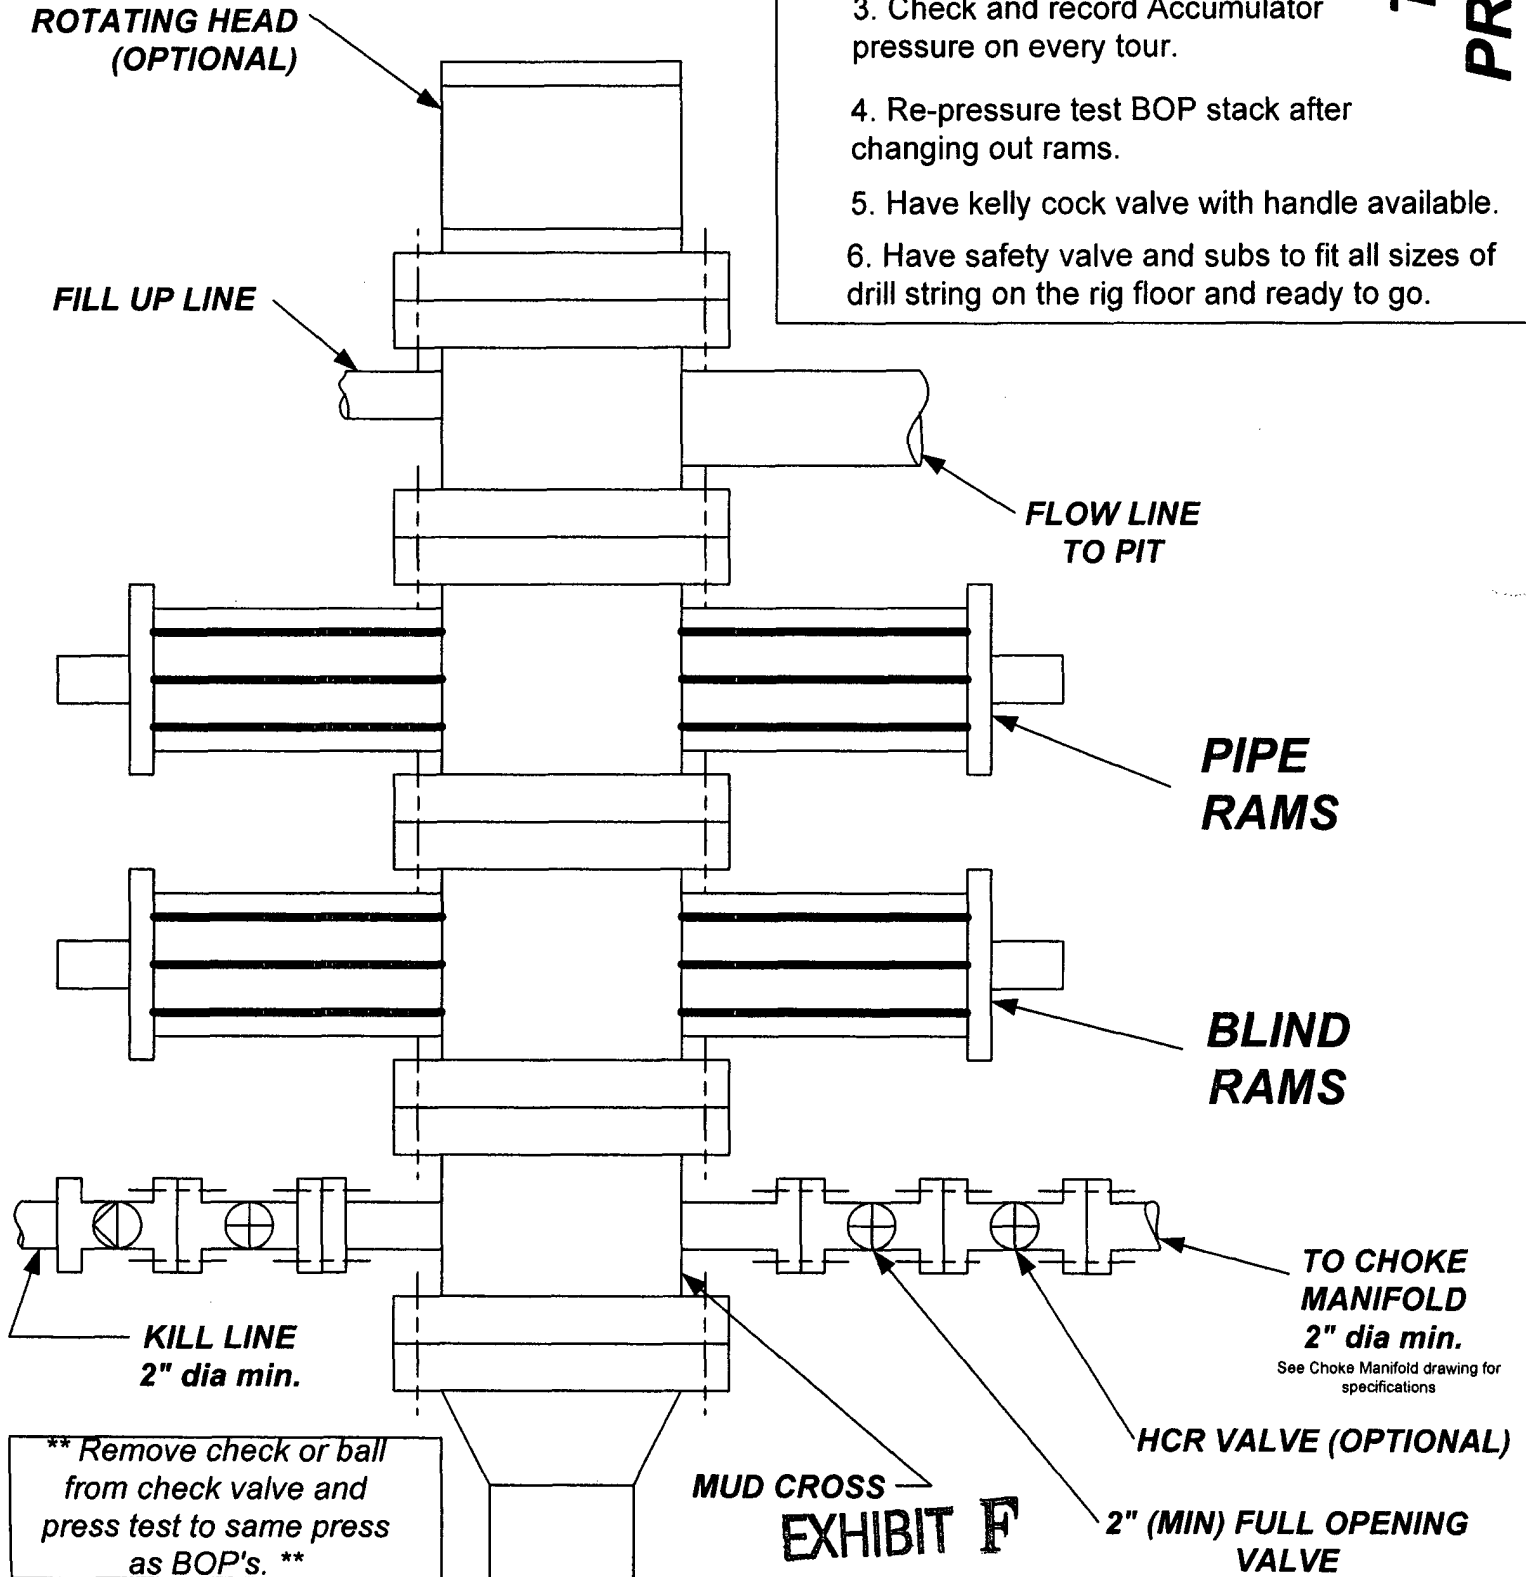 ROTATING HEAD
(OPTIONAL)
3. Check and record Accumulator
pressure on every tour.
4. Re-pressure test BOP stack after
changing out rams.
5. Have kelly cock valve with handle available.
6. Have safety valve and subs to fit all sizes of
drill string on the rig floor and ready to go.
PR
FILL UP LINE
FLOW LINE
TO PIT
PIPE
RAMS
BLIND
RAMS
KILL LINE
2" dia min.
TO CHOKE
MANIFOLD
2" dia min.
See Choke Manifold drawing for
specifications
HCR VALVE (OPTIONAL)
** Remove check or ball
from check valve and
press test to same press
as BOP's. **
MUD CROSS
EXHIBIT F
2" (MIN) FULL OPENING
VALVE